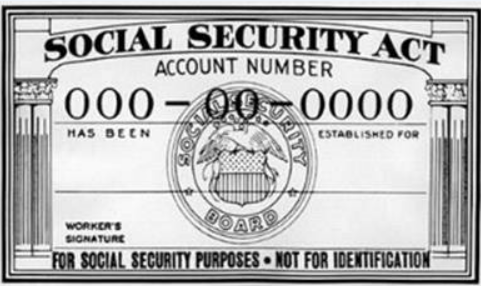 SOCIAL SECURITY ACT
ACCOUNT NUMBER
000-00-0000
HAS BEEN ESTABLISHED FOR
SOCIAL SECURITY
BOARD
WORKER'S
SIGNATURE
FOR SOCIAL SECURITY PURPOSES • NOT FOR IDENTIFICATION